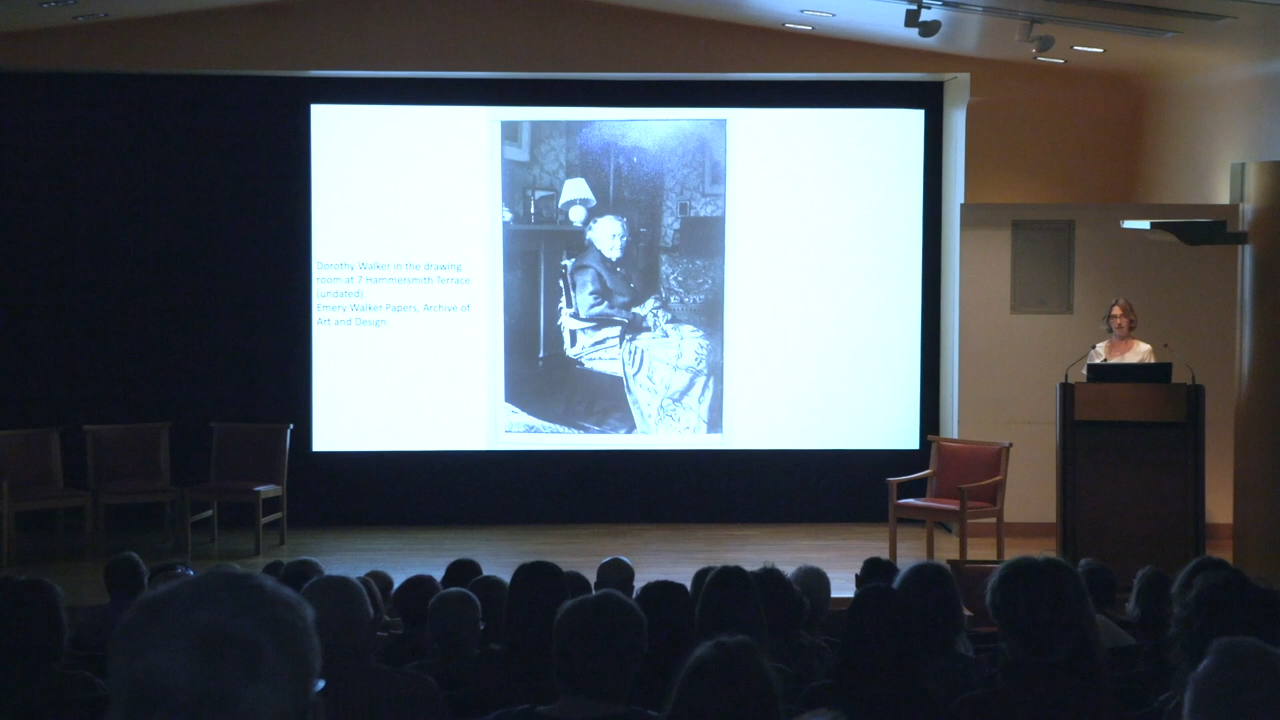 Dorothy Walker in the drawing
room at 7 Hammersmith Terrace.
(undated).
Emery Walker Papers, Archive of
Art and Design.